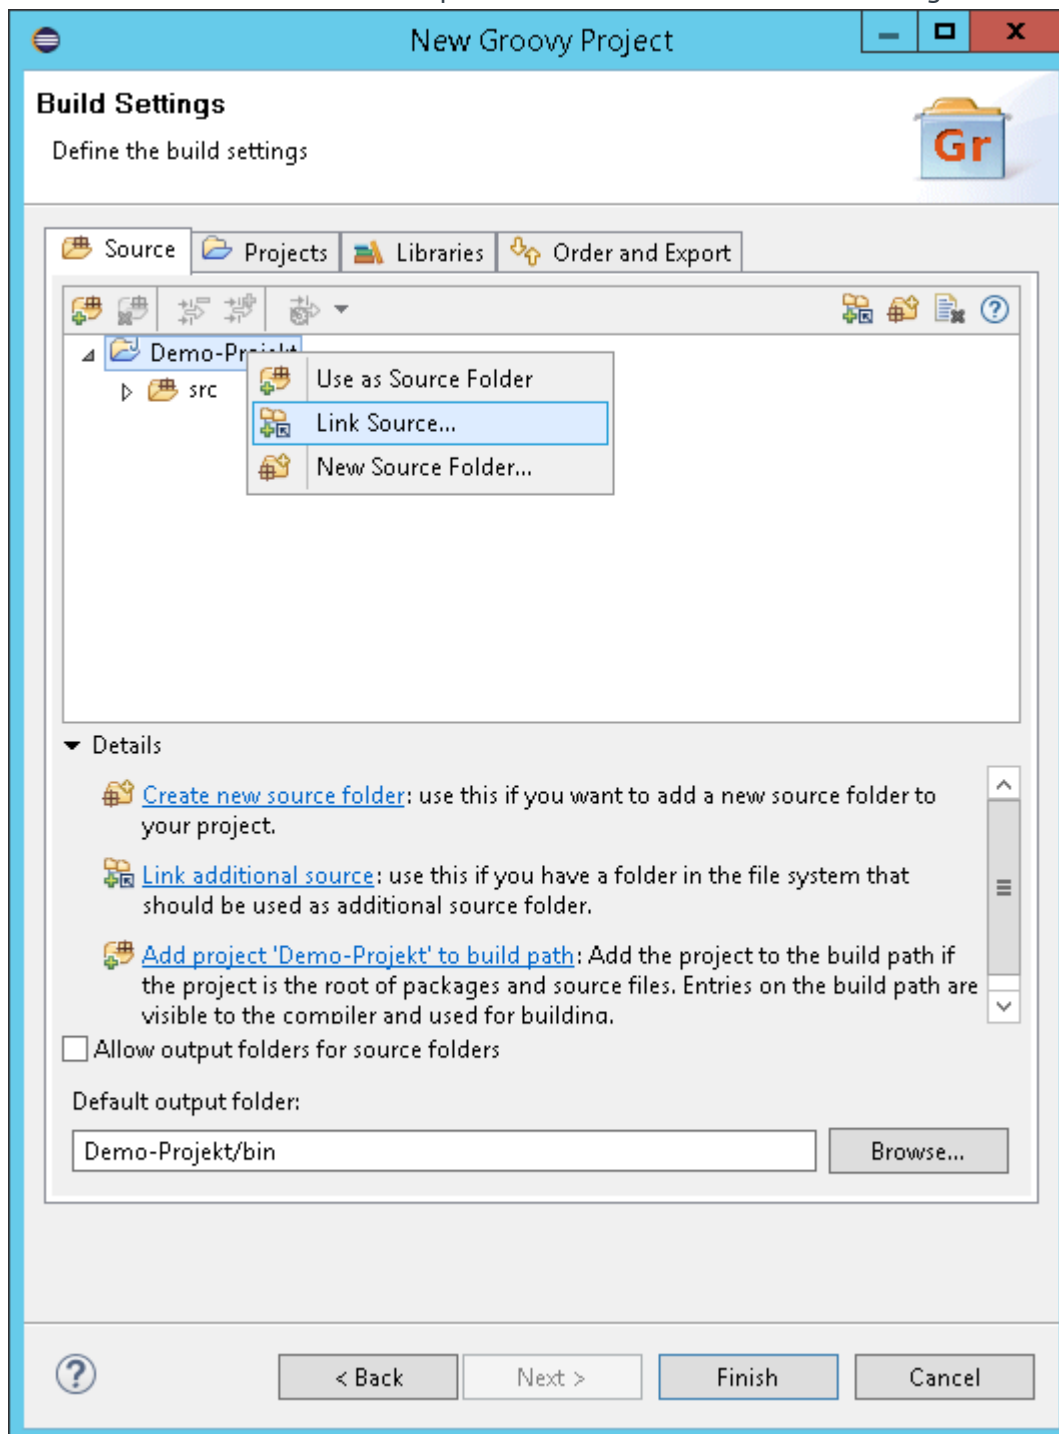 New Groovy Project
Build Settings
Define the build settings
Gr
Source
Projects
Libraries
Order and Export
Demo-Projekt
src
Use as Source Folder
Link Source...
New Source Folder...
Details
Create new source folder: use this if you want to add a new source folder to
your project.
Link additional source: use this if you have a folder in the file system that
should be used as additional source folder.
Add project 'Demo-Projekt' to build path: Add the project to the build path if
the project is the root of packages and source files. Entries on the build path are
visible to the compiler and used for building.
Allow output folders for source folders
Default output folder:
Demo-Projekt/bin
Browse...
< Back
Next >
Finish
Cancel